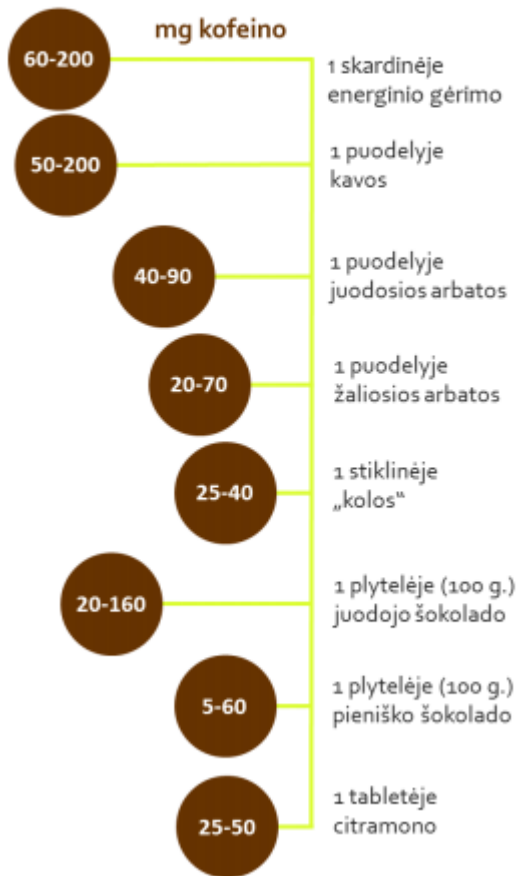 mg kofeino
60-200
1 skardinėje
energinio gėrimo
50-200
1 puodelyje
kavos
40-90
1 puodelyje
juodosios arbatos
20-70
1 puodelyje
žaliosios arbatos
25-40
1 stiklinėje
„kolos“
20-160
1 plytelėje (100 g.)
juodojo šokolado
5-60
1 plytelėje (100 g.)
pieniško šokolado
25-50
1 tabletėje
citramono